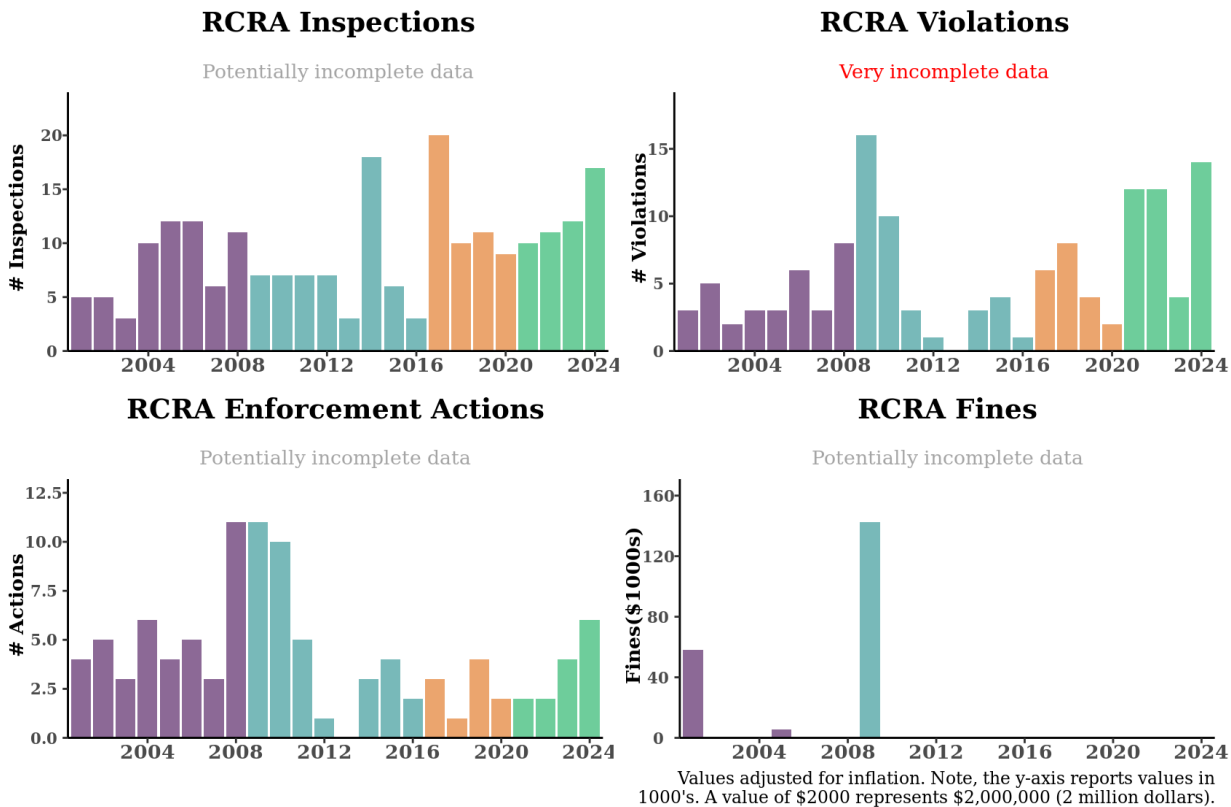 RCRA Inspections
Potentially incomplete data
# Inspections
20
15
10
5
0
2004 2008 2012 2016 2020 2024
RCRA Violations
Very incomplete data
# Violations
15
10
5
0
2004 2008 2012 2016 2020 2024
RCRA Enforcement Actions
Potentially incomplete data
# Actions
12.5
10.0
7.5
5.0
2.5
0.0
2004 2008 2012 2016 2020 2024
RCRA Fines
Potentially incomplete data
Fines($1000s)
160
120
80
40
0
2004 2008 2012 2016 2020 2024
Values adjusted for inflation. Note, the y-axis reports values in
1000's. A value of $2000 represents $2,000,000 (2 million dollars).